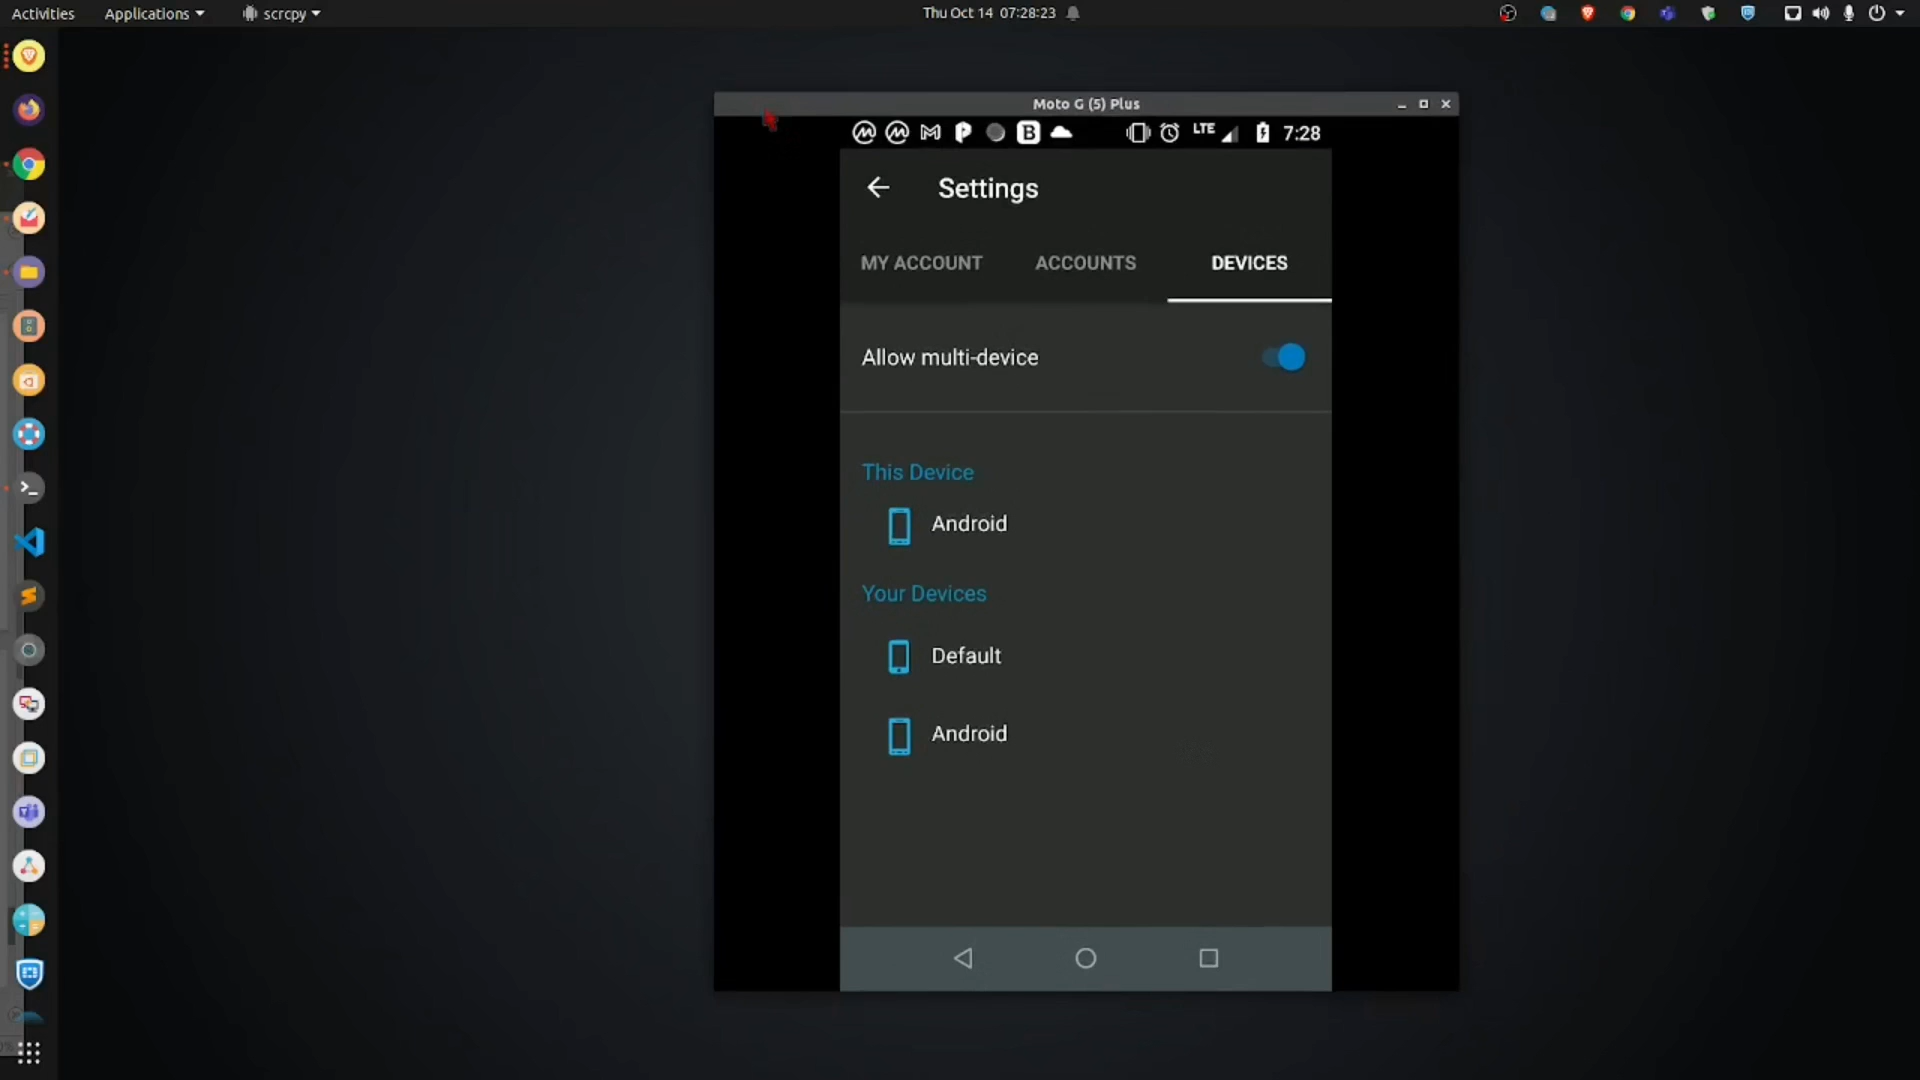 Activities Applications scrcpy Thu Oct 14 07:28:23
Moto G (5) Plus
B LTE 7:28
Settings
MY ACCOUNT ACCOUNTS DEVICES
Allow multi-device
This Device
Android
Your Devices
Default
Android